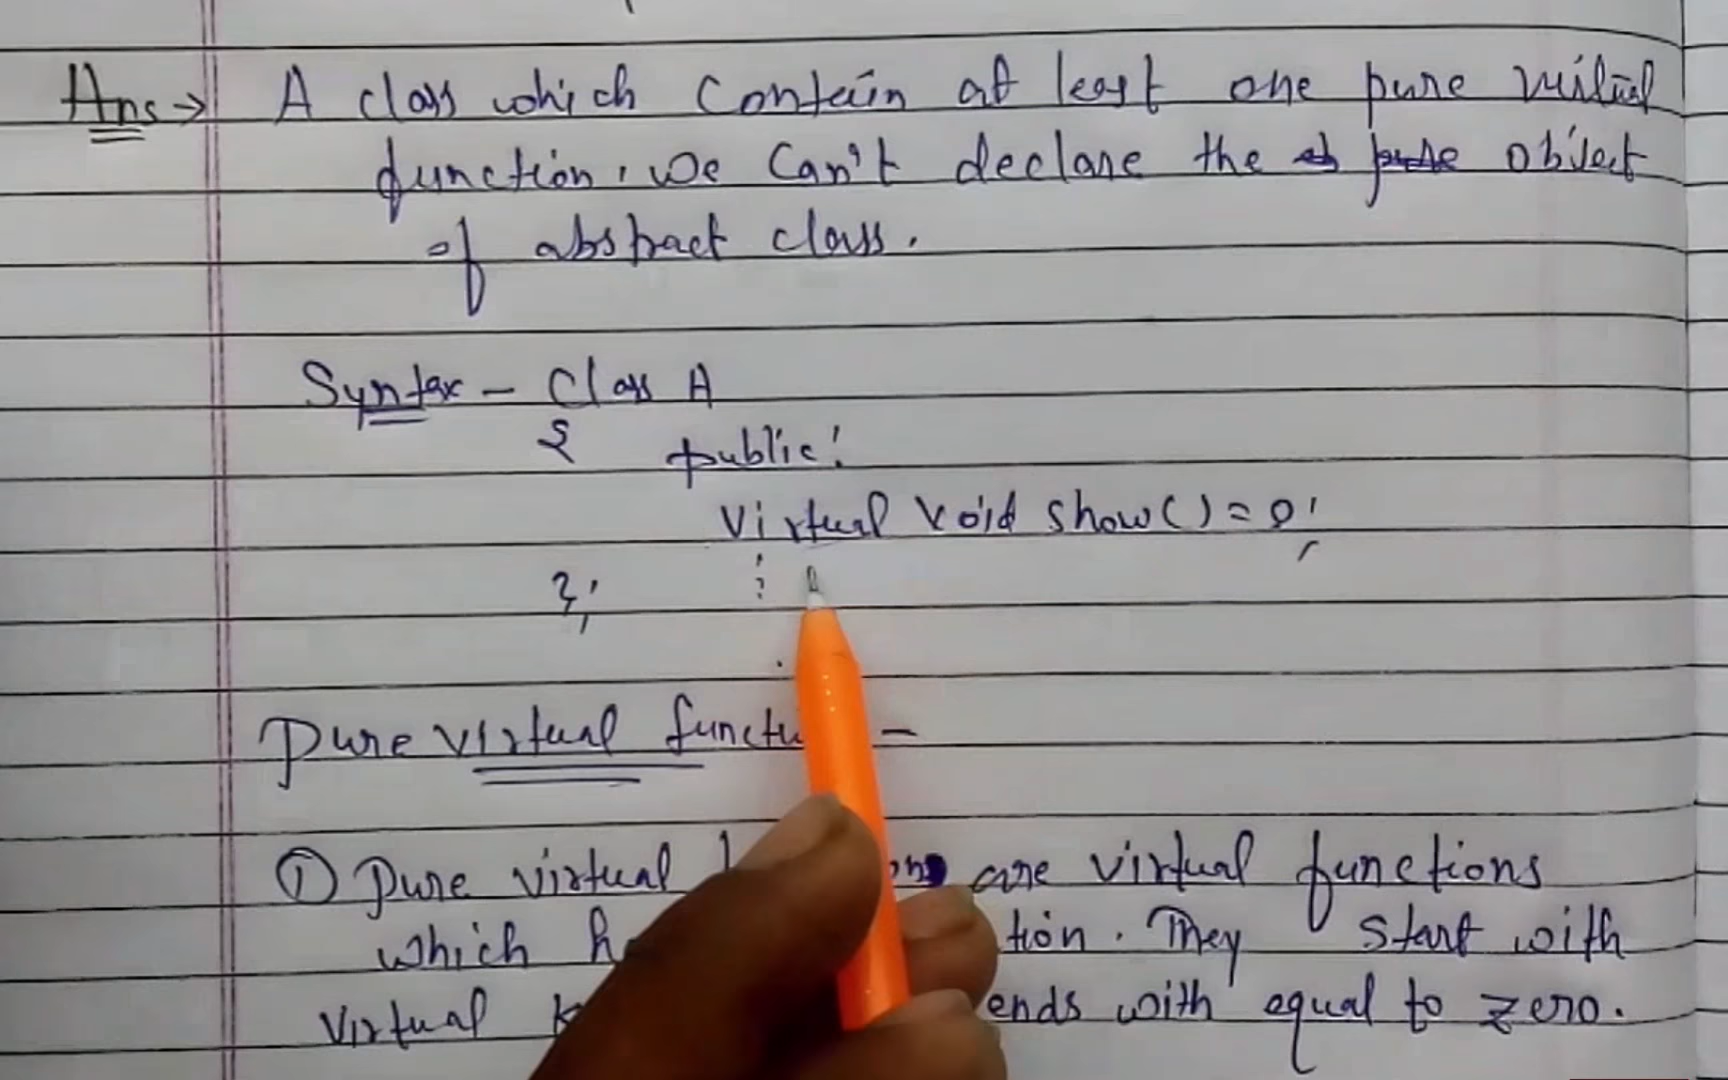 Ans → A class which contain at least one pure virtual
function. we can't declare the object
of abstract class.
Syntax - Class A
{ public:
virtual void show() = 0;
};
Pure virtual function -
① Pure virtual are virtual functions
which They start with
virtual ends with equal to zero.